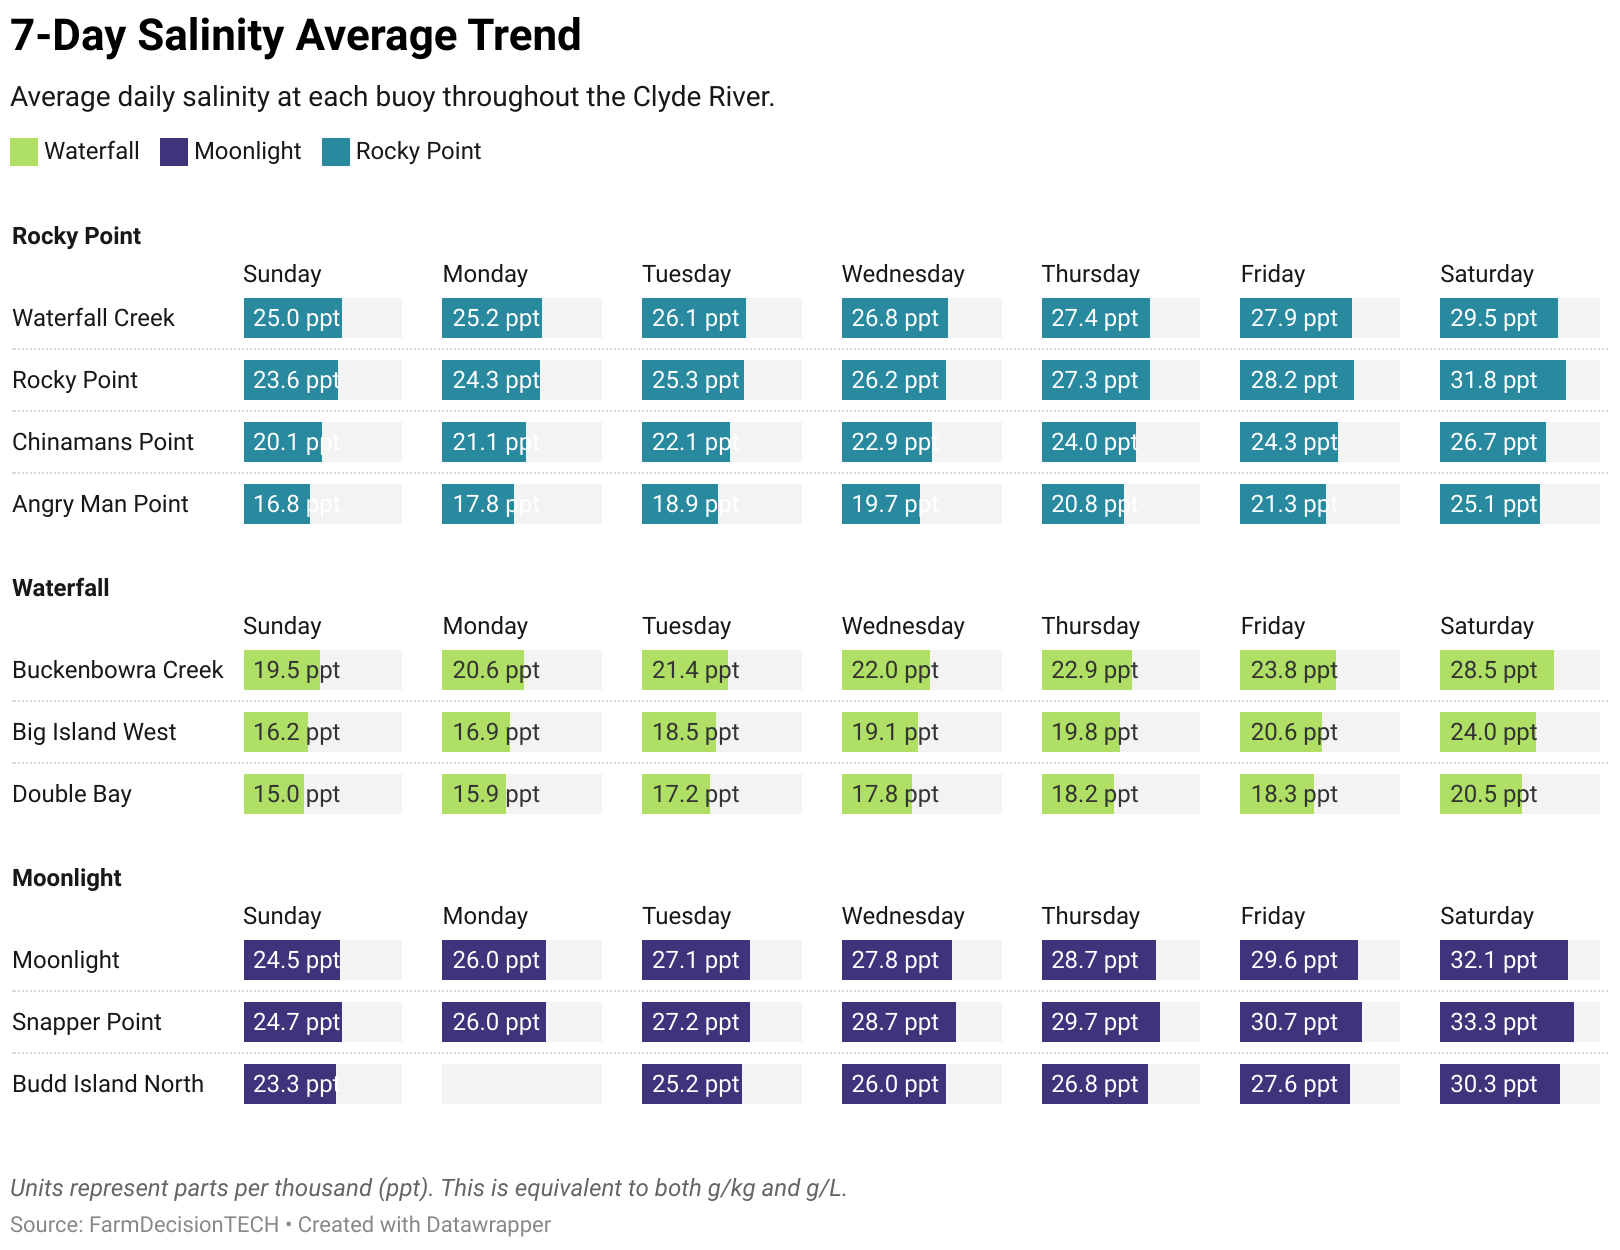 7-Day Salinity Average Trend
Average daily salinity at each buoy throughout the Clyde River.
Waterfall Moonlight Rocky Point
Rocky Point
Sunday Monday Tuesday Wednesday Thursday Friday Saturday
Waterfall Creek 25.0 ppt 25.2 ppt 26.1 ppt 26.8 ppt 27.4 ppt 27.9 ppt 29.5 ppt
Rocky Point 23.6 ppt 24.3 ppt 25.3 ppt 26.2 ppt 27.3 ppt 28.2 ppt 31.8 ppt
Chinamans Point 20.1 ppt 21.1 ppt 22.1 ppt 22.9 ppt 24.0 ppt 24.3 ppt 26.7 ppt
Angry Man Point 16.8 ppt 17.8 ppt 18.9 ppt 19.7 ppt 20.8 ppt 21.3 ppt 25.1 ppt
Waterfall
Sunday Monday Tuesday Wednesday Thursday Friday Saturday
Buckenbowra Creek 19.5 ppt 20.6 ppt 21.4 ppt 22.0 ppt 22.9 ppt 23.8 ppt 28.5 ppt
Big Island West 16.2 ppt 16.9 ppt 18.5 ppt 19.1 ppt 19.8 ppt 20.6 ppt 24.0 ppt
Double Bay 15.0 ppt 15.9 ppt 17.2 ppt 17.8 ppt 18.2 ppt 18.3 ppt 20.5 ppt
Moonlight
Sunday Monday Tuesday Wednesday Thursday Friday Saturday
Moonlight 24.5 ppt 26.0 ppt 27.1 ppt 27.8 ppt 28.7 ppt 29.6 ppt 32.1 ppt
Snapper Point 24.7 ppt 26.0 ppt 27.2 ppt 28.7 ppt 29.7 ppt 30.7 ppt 33.3 ppt
Budd Island North 23.3 ppt 25.2 ppt 26.0 ppt 26.8 ppt 27.6 ppt 30.3 ppt
Units represent parts per thousand (ppt). This is equivalent to both g/kg and g/L.
Source: FarmDecisionTECH • Created with Datawrapper